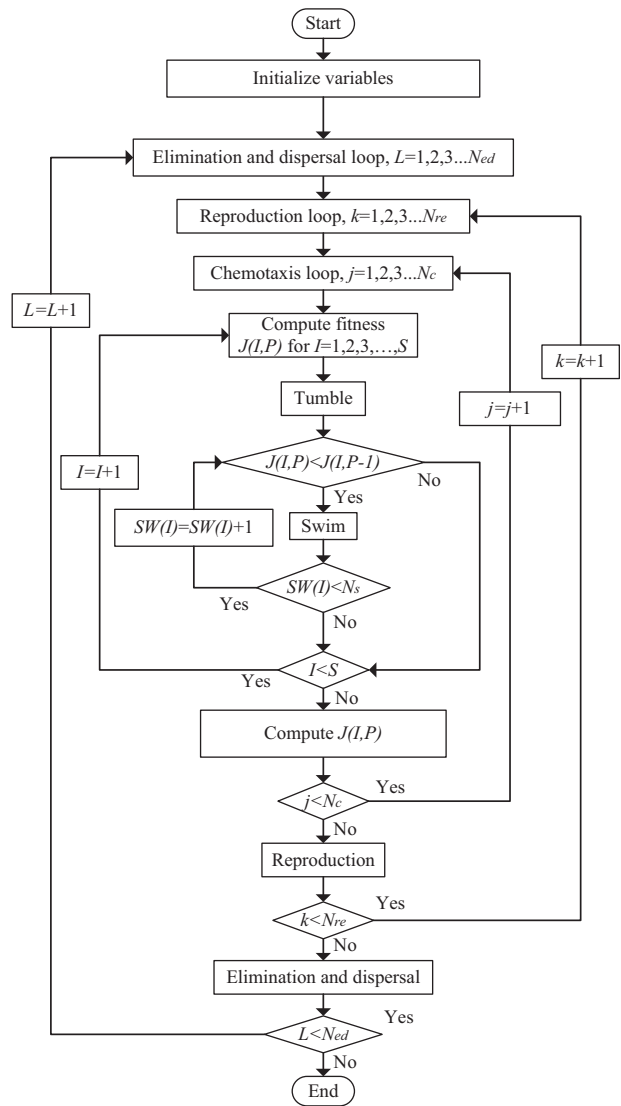 Start
Initialize variables
Elimination and dispersal loop, L=1,2,3...Ned
Reproduction loop, k=1,2,3...Nre
Chemotaxis loop, j=1,2,3...Nc
L=L+1
Compute fitness
J(I,P) for I=1,2,3,...,S
k=k+1
Tumble
j=j+1
J(I,P)<J(I,P-1)
I=I+1
No
Yes
SW(I)=SW(I)+1
Swim
SW(I)<Ns
Yes
No
I<S
Yes
No
Compute J(I,P)
Yes
j<Nc
No
Reproduction
Yes
k<Nre
No
Elimination and dispersal
Yes
L<Ned
No
End